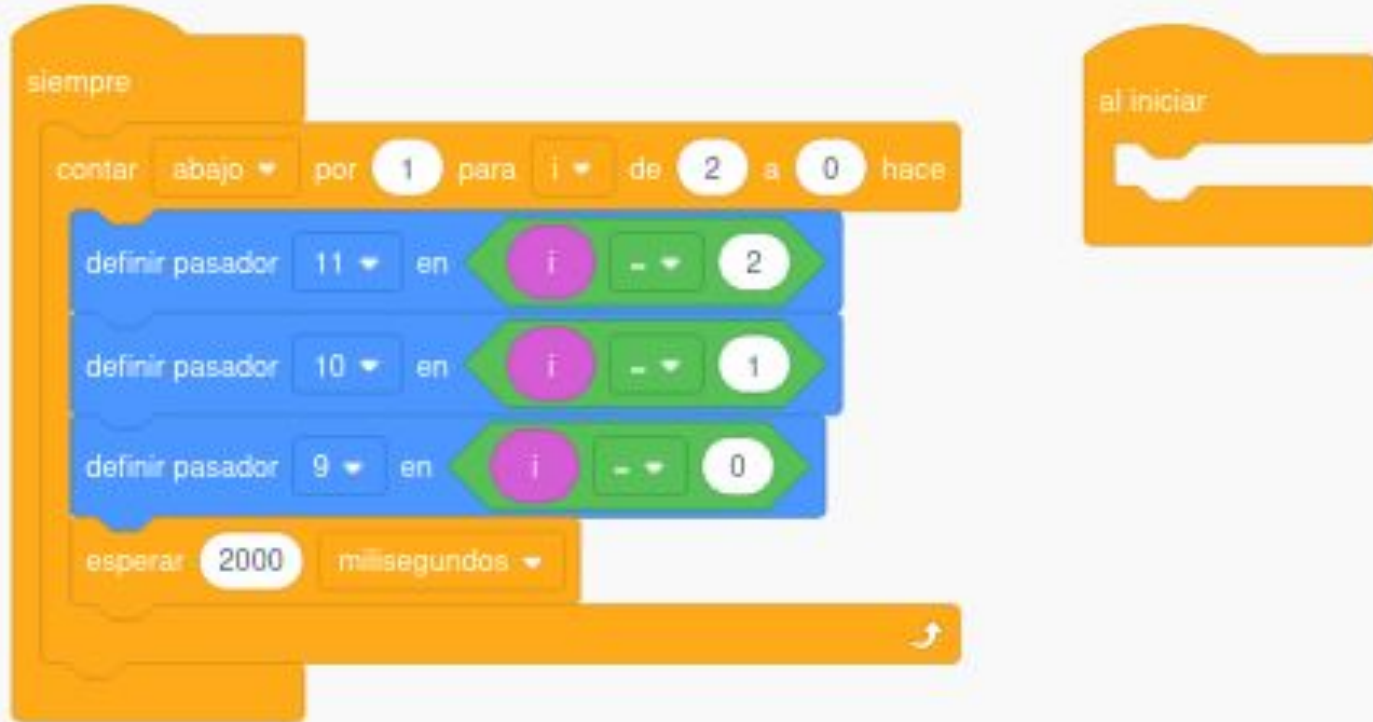 siempre
contar abajo por 1 para i de 2 a 0 hace
definir pasador 11 en i = 2
definir pasador 10 en i = 1
definir pasador 9 en i = 0
esperar 2000 milisegundos
al iniciar